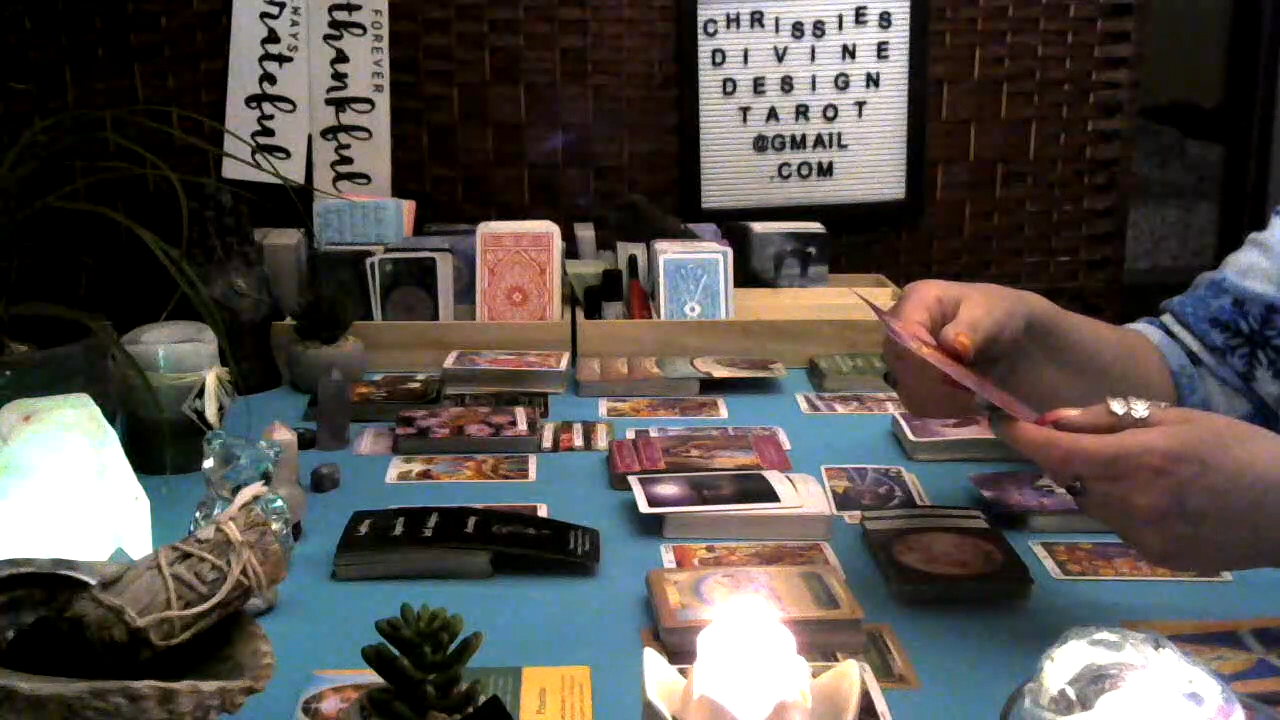 ALWAYS
grateful
FOREVER
thankful
CHRISSIES
DIVINE
DESIGN
TAROT
@GMAIL
.COM